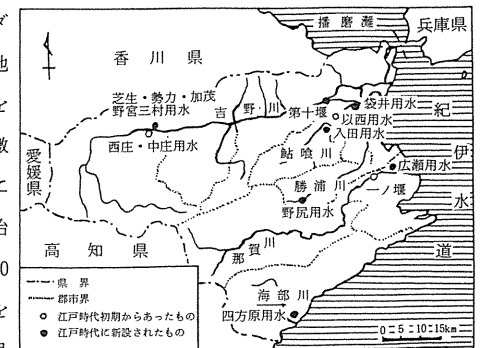 播磨灘
兵庫県
香川県
芝生・勢力・加茂
野宮三村用水
吉野・川
第十堰
袋井用水
以西用水
入田用水
西庄・中庄用水
鮎喰川
紀伊水道
広瀬用水
一ノ堰
勝浦川
野尻用水
愛媛県
高知県
那賀川
海部川
四方原用水
県界
郡市界
江戸時代初期からあったもの
江戸時代に新設されたもの
0 5 10 15km